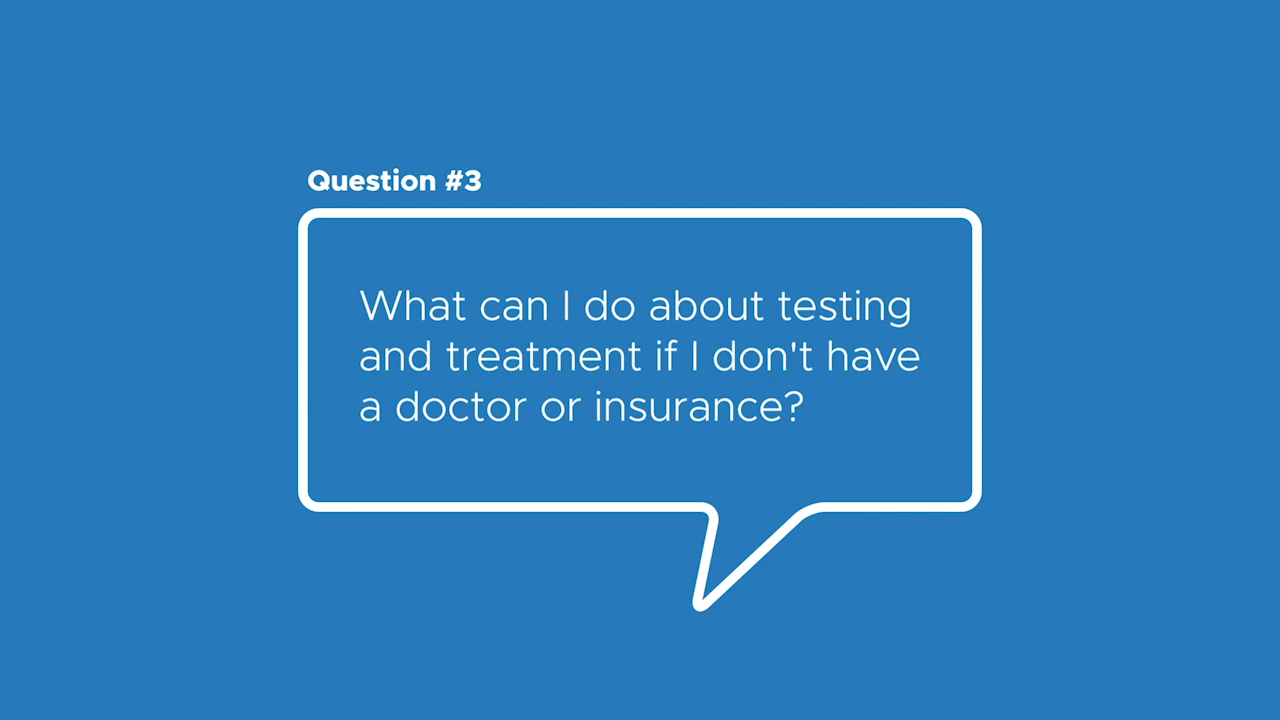 Question #3
What can I do about testing
and treatment if I don't have
a doctor or insurance?